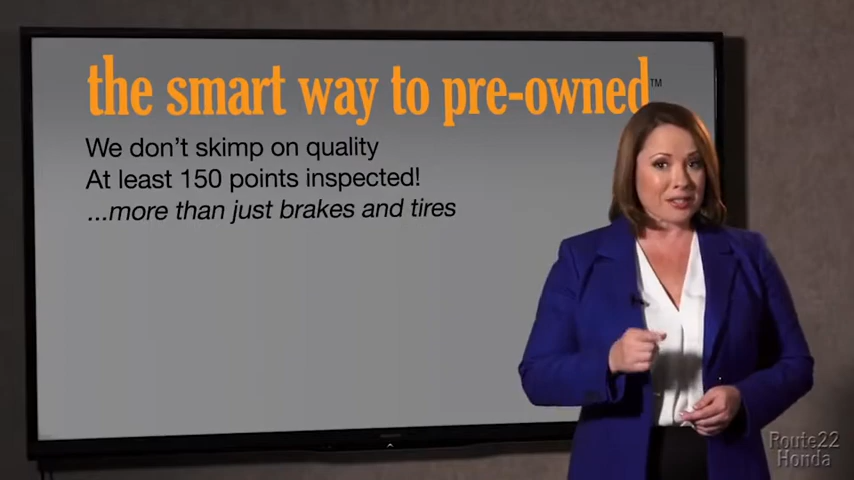 the smart way to pre-owned™
We don't skimp on quality
At least 150 points inspected!
...more than just brakes and tires
Route22
Honda